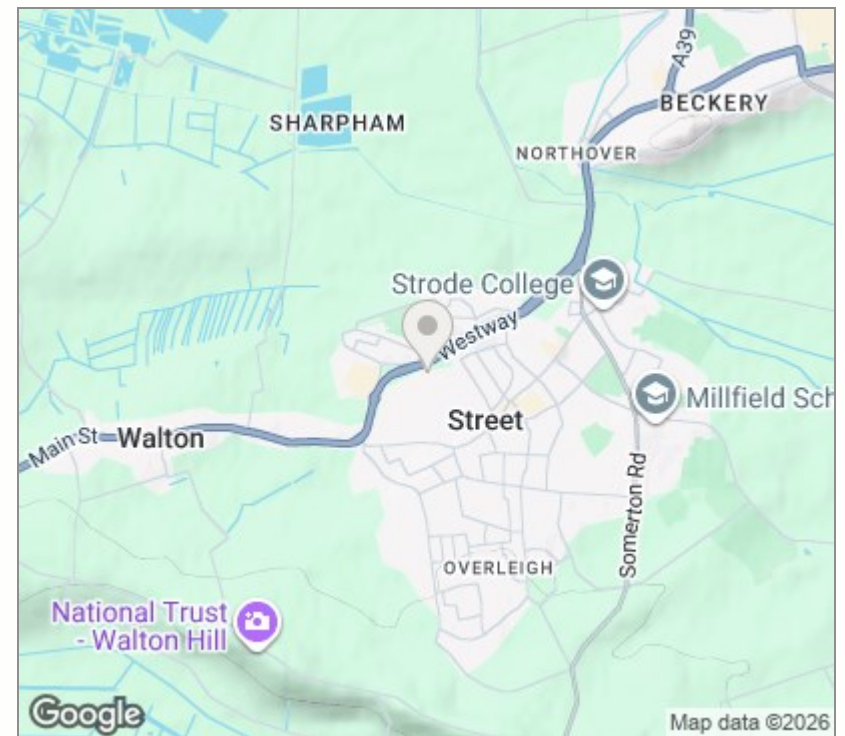 A39
BECKERY
SHARPHAM
NORTHOVER
Strode College
Westway
Millfield Sch
Street
Main St
Walton
Somerton Rd
OVERLEIGH
National Trust
- Walton Hill
Google
Map data ©2026